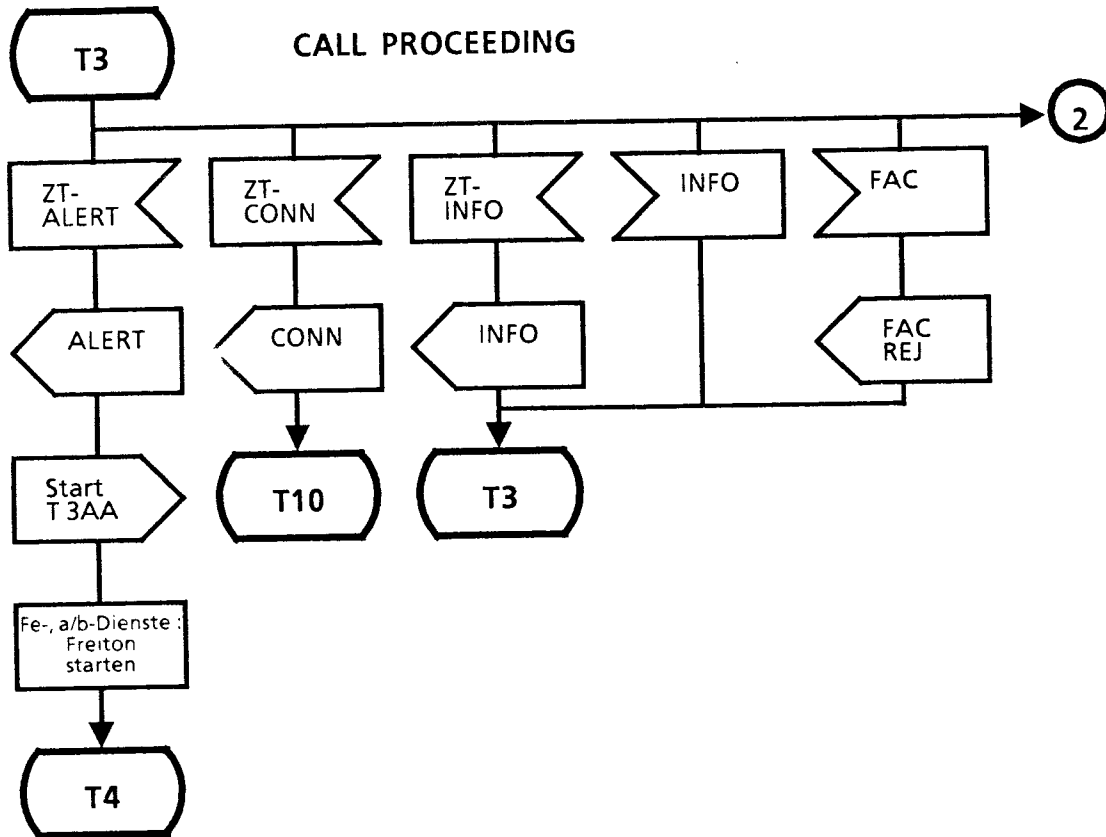 T3
CALL PROCEEDING
2
ZT-
ALERT
ZT-
CONN
ZT-
INFO
INFO
FAC
ALERT
CONN
INFO
FAC
REJ
Start
T 3AA
T10
T3
Fe-, a/b-Dienste :
Freiton
starten
T4